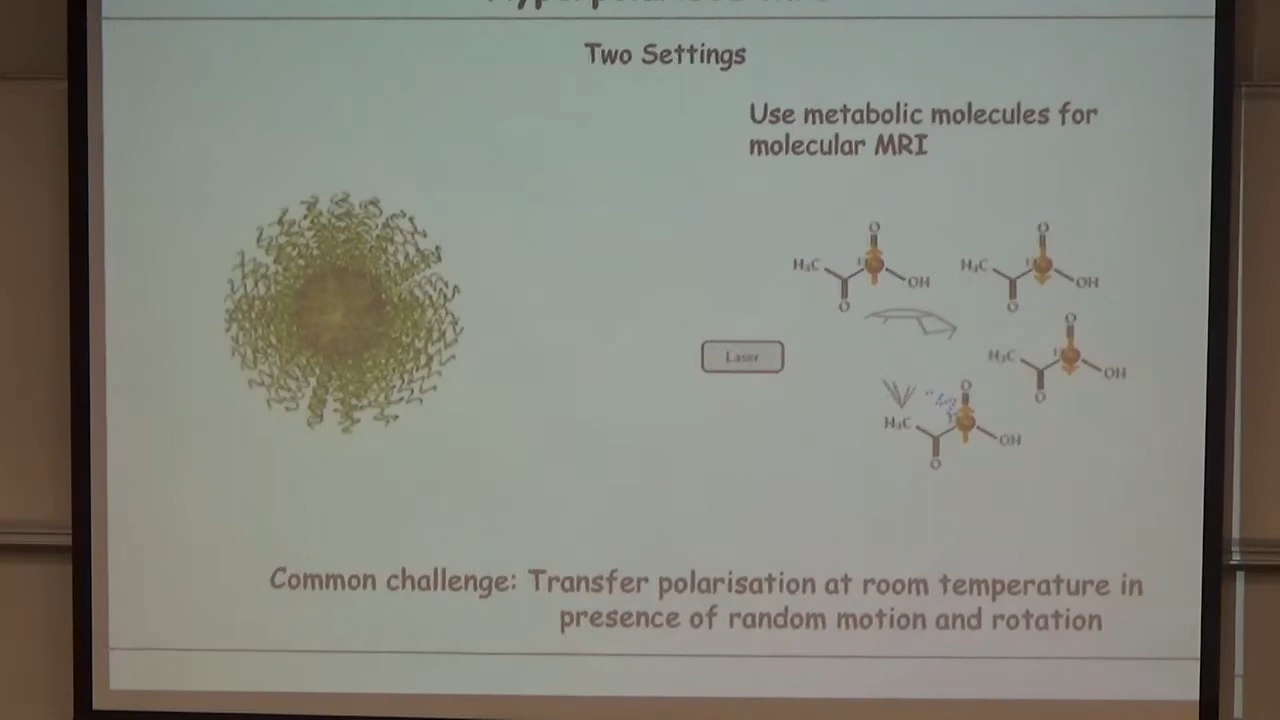 Two Settings
Use metabolic molecules for
molecular MRI
H₃C O O OH
H₃C O O OH
Laser
H₃C O O OH
H₃C O O OH
Common challenge: Transfer polarisation at room temperature in
presence of random motion and rotation